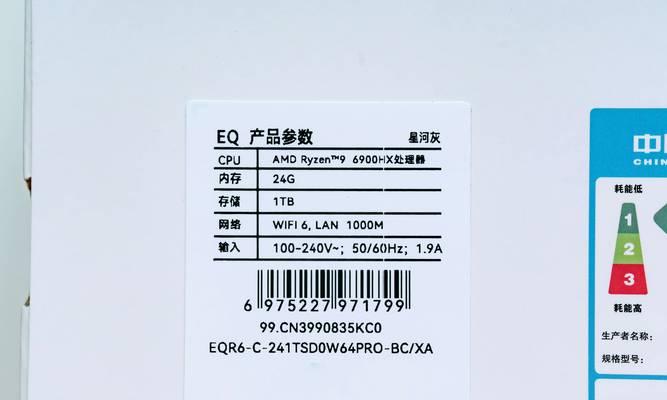 EQ 产品参数 星河灰
CPU AMD Ryzen™9 6900HX处理器
内存 24G
存储 1TB
网络 WIFI 6, LAN 1000M
输入 100-240V~; 50/60Hz; 1.9A
6 975227 971799
99.CN3990835KC0
EQR6-C-241TSD0W64PRO-BC/XA
中
CHIN
耗能低
1
2
3
耗能高
生产者名称:
规格型号: